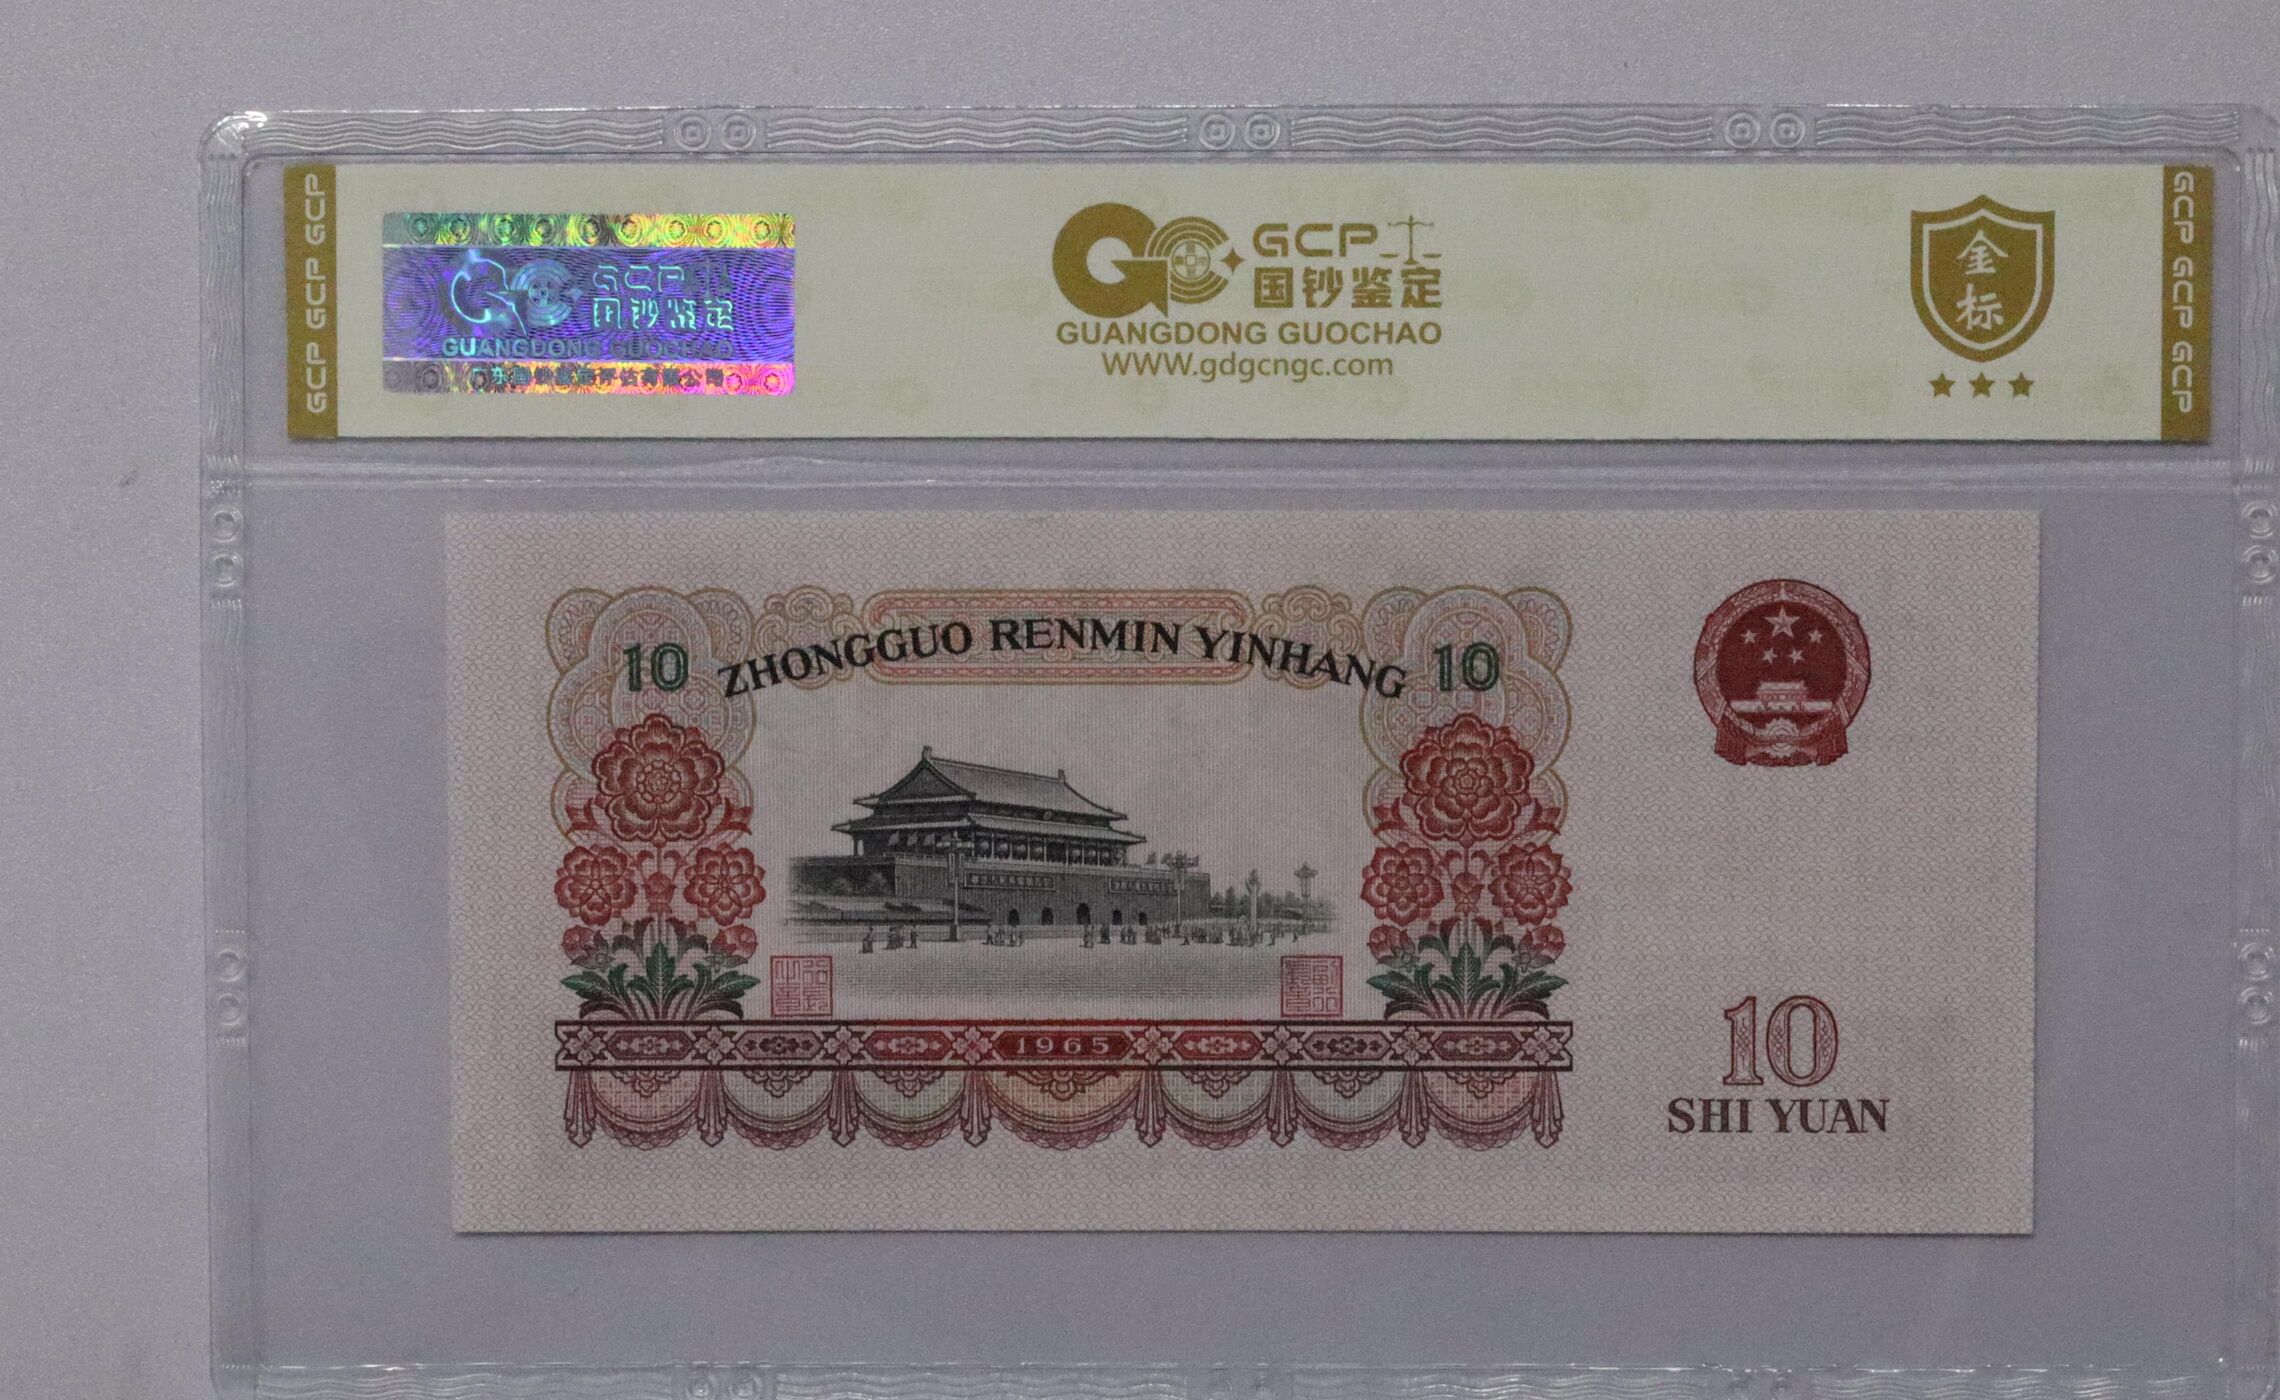 GCP GCP GCP
GCP
国钞鉴定
GUANGDONG GUOCHAO
GCP
国钞鉴定
GUANGDONG GUOCHAO
www.gdgcngc.com
金
标
GCP GCP GCP
10 ZHONGGUO RENMIN YINHANG 10
1965
10
SHI YUAN